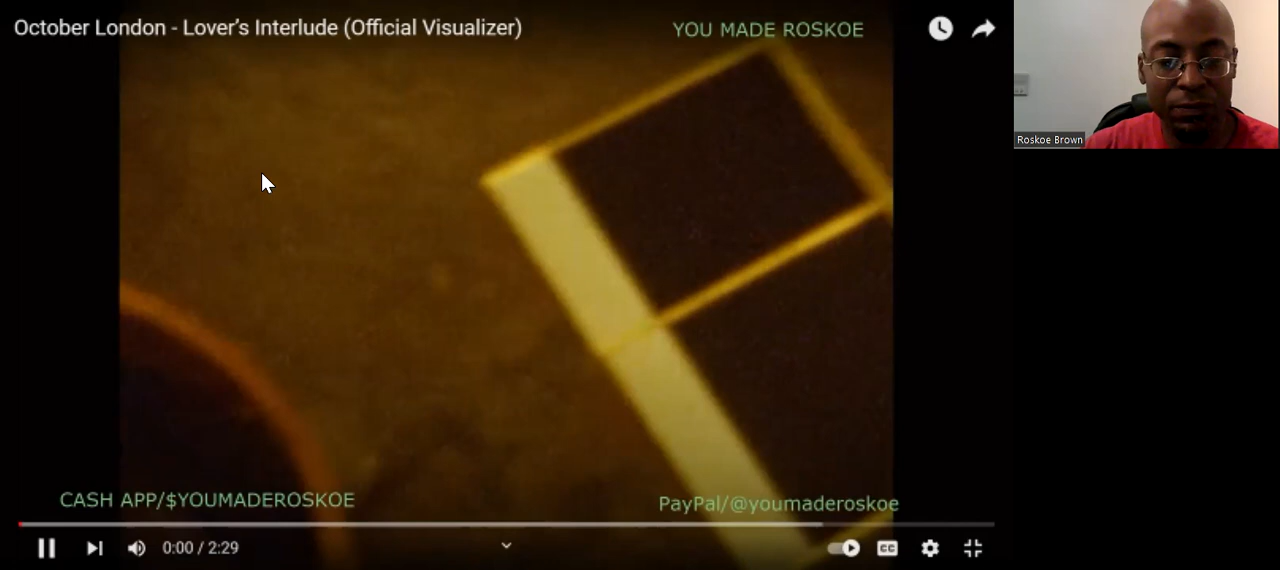 October London - Lover's Interlude (Official Visualizer)
YOU MADE ROSKOE
Roskoe Brown
CASH APP/$YOUMADEROSKOE
PayPal/@youmaderoskoe
0:00 / 2:29
CC